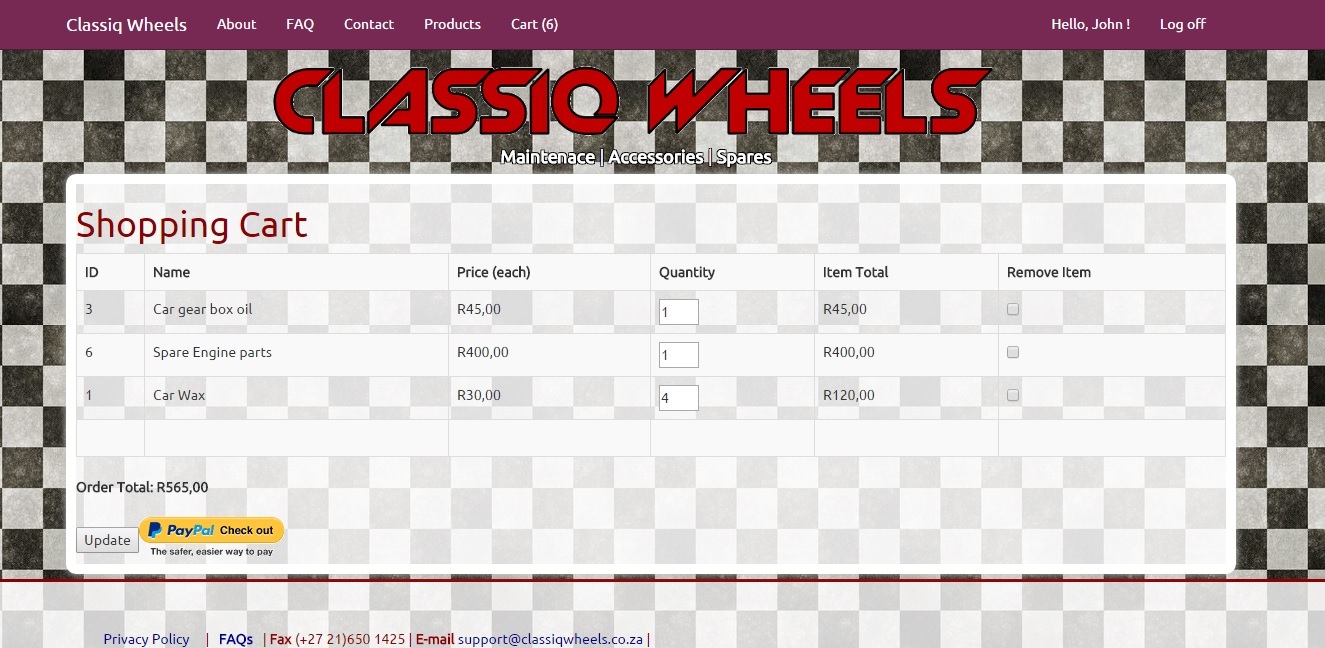 Classiq Wheels About FAQ Contact Products Cart (6) Hello, John ! Log off
CLASSIQ WHEELS
Maintenace | Accessories | Spares
Shopping Cart
ID Name Price (each) Quantity Item Total Remove Item
3 Car gear box oil R45,00 1 R45,00
6 Spare Engine parts R400,00 1 R400,00
1 Car Wax R30,00 4 R120,00
Order Total: R565,00
Update PayPal Check out
The safer, easier way to pay
Privacy Policy | FAQs | Fax (+27 21)650 1425 | E-mail support@classiqwheels.co.za |